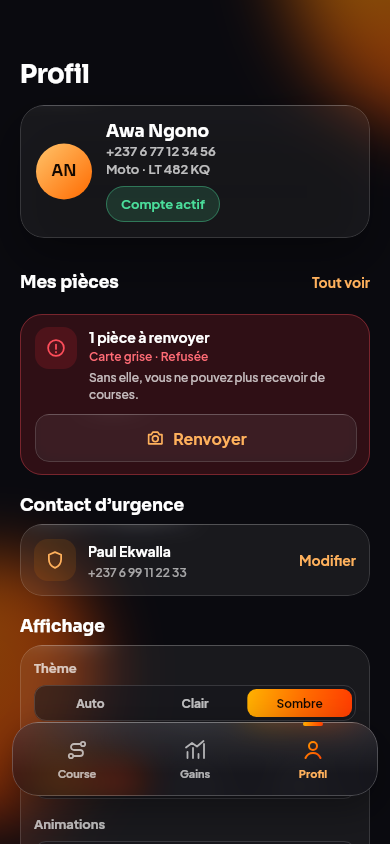 Profil
AN
Awa Ngono
+237 6 77 12 34 56
Moto · LT 482 KQ
Compte actif
Mes pièces
Tout voir
1 pièce à renvoyer
Carte grise · Refusée
Sans elle, vous ne pouvez plus recevoir de
courses.
Renvoyer
Contact d’urgence
Paul Ekwalla
+237 6 99 11 22 33
Modifier
Affichage
Thème
Auto
Clair
Sombre
Course
Gains
Profil
Animations